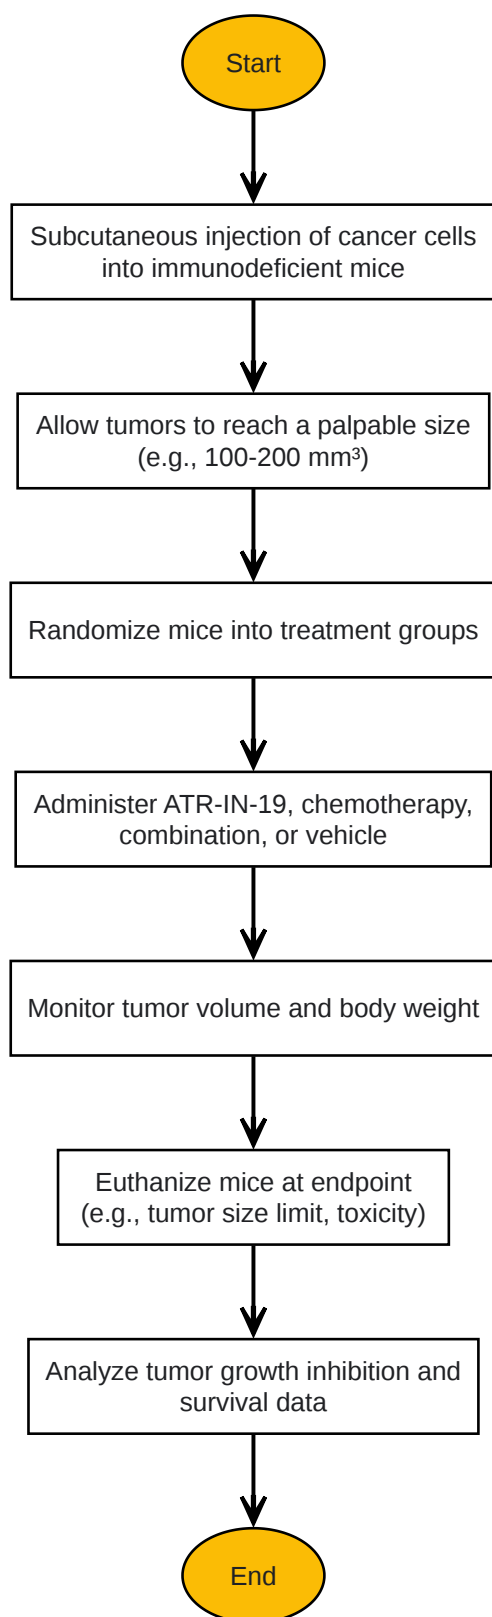 Start
Subcutaneous injection of cancer cells
into immunodeficient mice
Allow tumors to reach a palpable size
(e.g., 100-200 mm³)
Randomize mice into treatment groups
Administer ATR-IN-19, chemotherapy,
combination, or vehicle
Monitor tumor volume and body weight
Euthanize mice at endpoint
(e.g., tumor size limit, toxicity)
Analyze tumor growth inhibition and
survival data
End